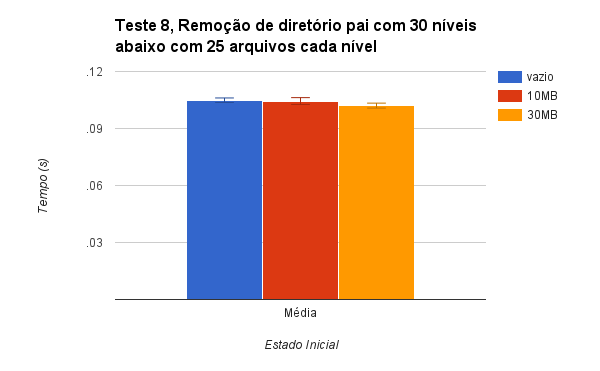 Teste 8, Remoção de diretório pai com 30 níveis
abaixo com 25 arquivos cada nível
.12
.09
.06
.03
Tempo (s)
vazio
10MB
30MB
Média
Estado Inicial